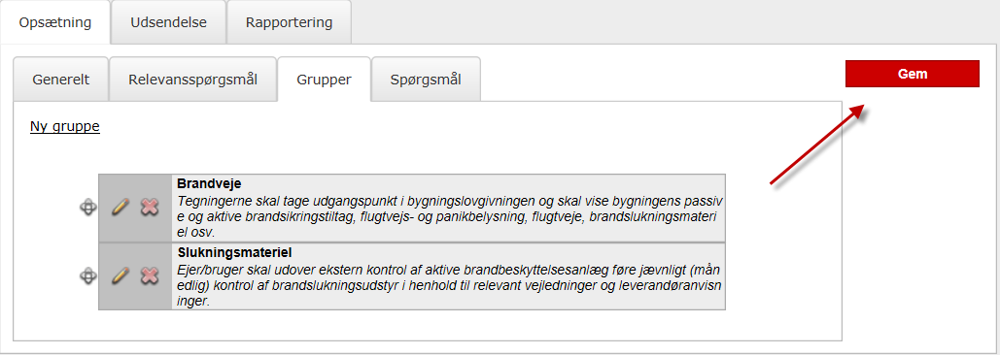 Opsætning Udsendelse Rapportering
Generelt Relevansspørgsmål Grupper Spørgsmål
Gem
Ny gruppe
Brandveje
Tegningerne skal tage udgangspunkt i bygningslovgivningen og skal vise bygningens passiv
e og aktive brandsikringstiltag, flugtvejs- og panikbelysning, flugtveje, brandslukningsmateri
el osv.
Slukningsmateriel
Ejer/bruger skal udover ekstern kontrol af aktive brandbeskyttelsesanlæg føre jævnligt (mån
edlig) kontrol af brandslukningsudstyr i henhold til relevant vejledninger og leverandøranvisn
inger.